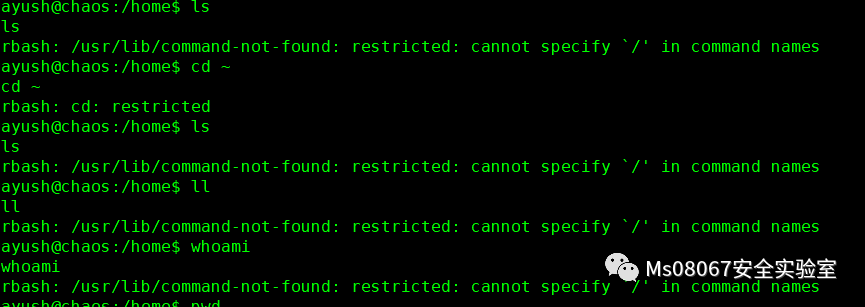 ayush@chaos:/home$ ls
ls
rbash: /usr/lib/command-not-found: restricted: cannot specify `/' in command names
ayush@chaos:/home$ cd ~
cd ~
rbash: cd: restricted
ayush@chaos:/home$ ls
ls
rbash: /usr/lib/command-not-found: restricted: cannot specify `/' in command names
ayush@chaos:/home$ ll
ll
rbash: /usr/lib/command-not-found: restricted: cannot specify `/' in command names
ayush@chaos:/home$ whoami
whoami
Ms08067安全实验室
rbash: /usr/lib/command-not-found: restricted: cannot specify `/' in command names
ayush@chaos:/home$ pwd